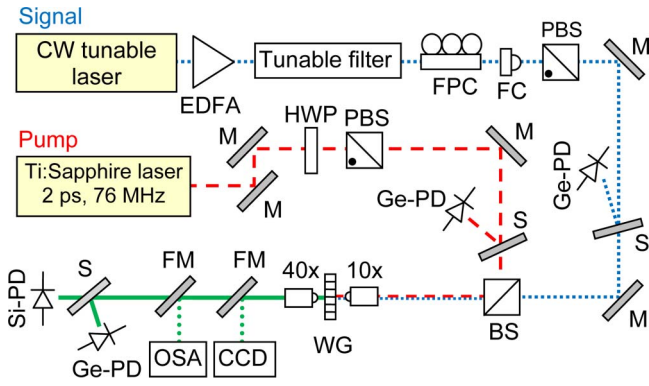 Signal
CW tunable
laser
EDFA
Tunable filter
FPC
FC
PBS
M
Pump
Ti:Sapphire laser
2 ps, 76 MHz
M
M
HWP
PBS
M
Ge-PD
S
Ge-PD
S
M
Si-PD
S
Ge-PD
FM
OSA
FM
CCD
40x
WG
10x
BS